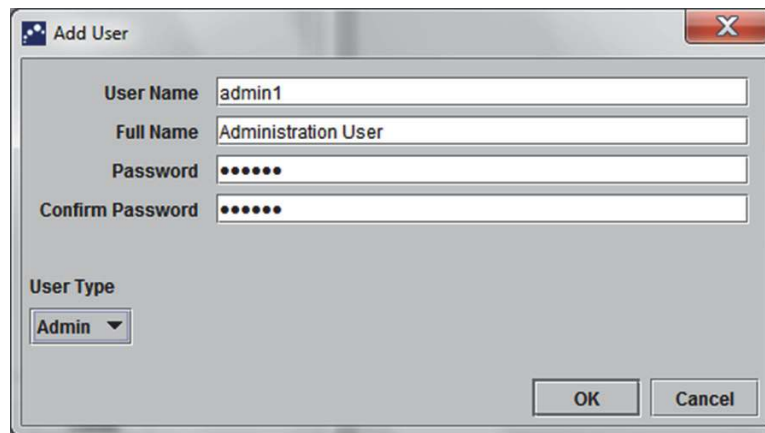 Add User
User Name admin1
Full Name Administration User
Password ••••••
Confirm Password ••••••
User Type
Admin
OK Cancel